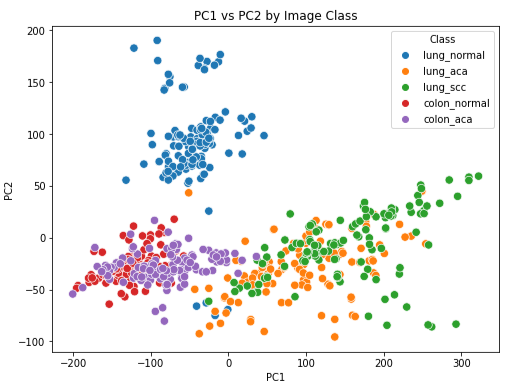 PC1 vs PC2 by Image Class
Class
lung_normal
lung_aca
lung_scc
colon_normal
colon_aca
200
150
100
50
0
−50
−100
PC2
−200
−100
0
100
200
300
PC1